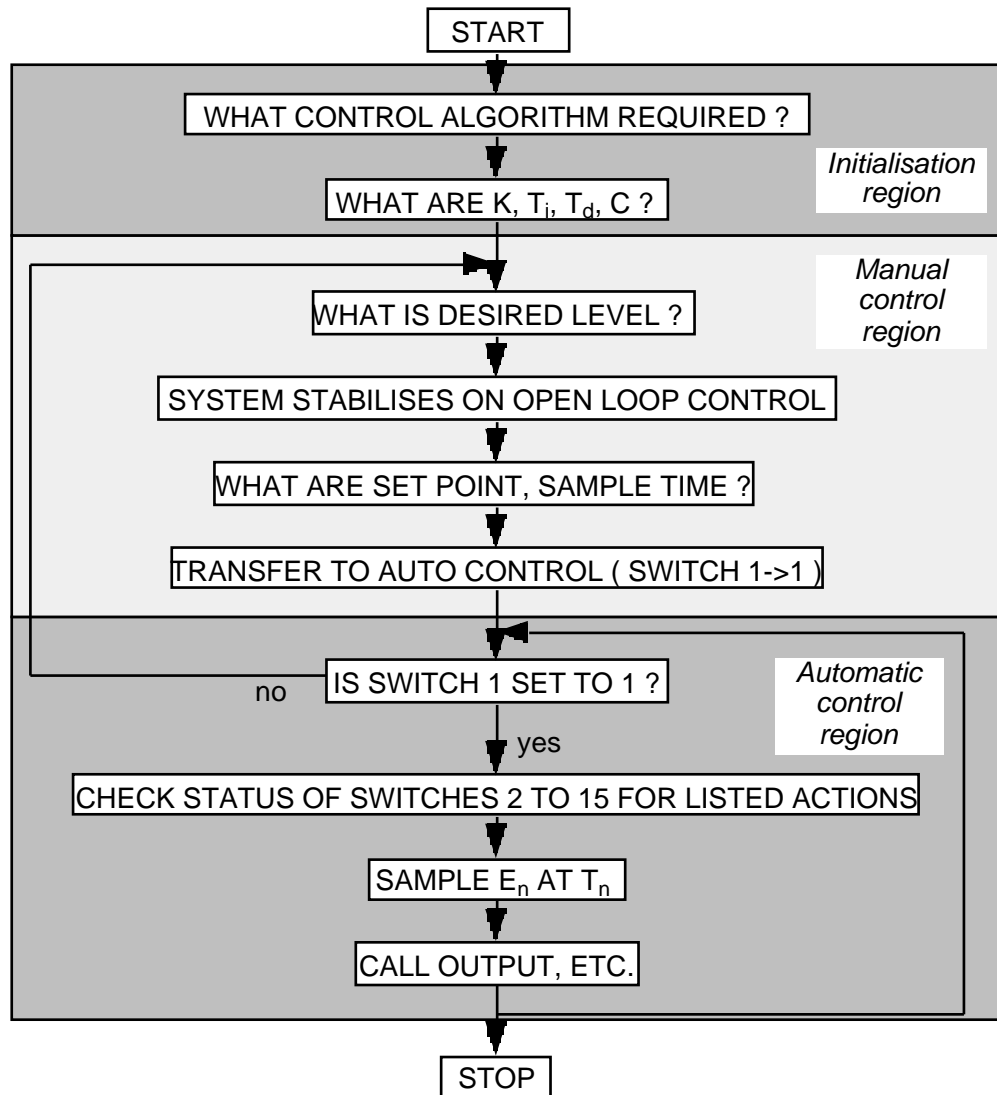 START
WHAT CONTROL ALGORITHM REQUIRED ?
Initialisation
region
WHAT ARE K, Ti, Td, C ?
Manual
control
region
WHAT IS DESIRED LEVEL ?
SYSTEM STABILISES ON OPEN LOOP CONTROL
WHAT ARE SET POINT, SAMPLE TIME ?
TRANSFER TO AUTO CONTROL ( SWITCH 1->1 )
IS SWITCH 1 SET TO 1 ?
no
yes
Automatic
control
region
CHECK STATUS OF SWITCHES 2 TO 15 FOR LISTED ACTIONS
SAMPLE En AT Tn
CALL OUTPUT, ETC.
STOP